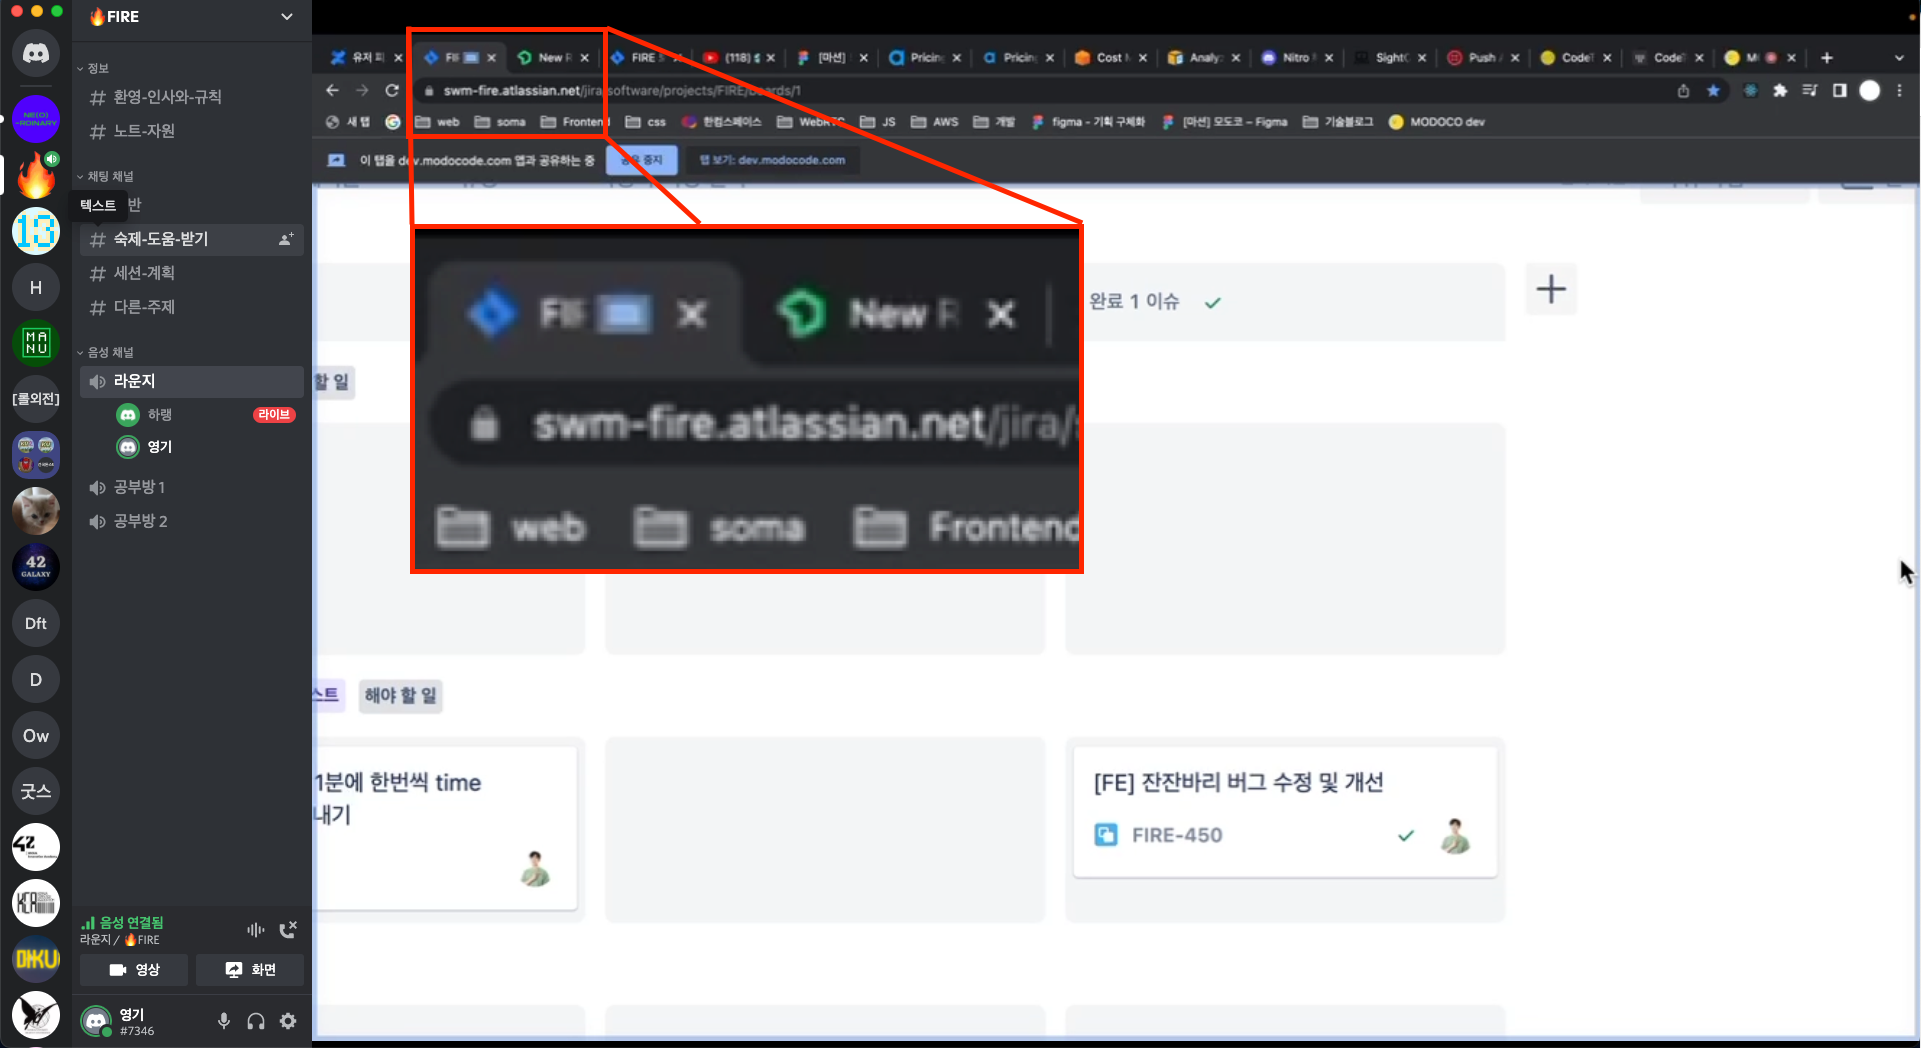 🔥FIRE
정보
환영-인사와-규칙
노트-자원
채팅 채널
텍스트
반
숙제-도움-받기
세션-계획
다른-주제
음성 채널
라운지
하랭
라이브
영기
공부방 1
공부방 2
음성 연결됨
라운지 / 🔥FIRE
영상
화면
영기
#7346
NE(O)
-RDINARY
13
H
MA
NU
[롤외전]
42
GALAXY
Dft
D
Ow
굿스
42
유저 피
New R
FIRE S
(118)
[마션]
Pricin
Pricin
Cost
Analy
Nitro
Sight
Push
CodeT
Code
swm-fire.atlassian.net/jira/software/projects/FIRE/boards/1
새 탭
web
soma
Frontend
css
한컴스페이스
WebRTC
JS
AWS
개발
figma - 기획 구체화
[마션] 모도코 – Figma
기술블로그
MODOCO dev
이 탭을 dev.modocode.com 앱과 공유하는 중
공유 중지
탭 보기: dev.modocode.com
New R
swm-fire.atlassian.net/jira/
web
soma
Frontend
완료 1 이슈
할 일
스트
해야 할 일
1분에 한번씩 time
내기
[FE] 잔잔바리 버그 수정 및 개선
FIRE-450